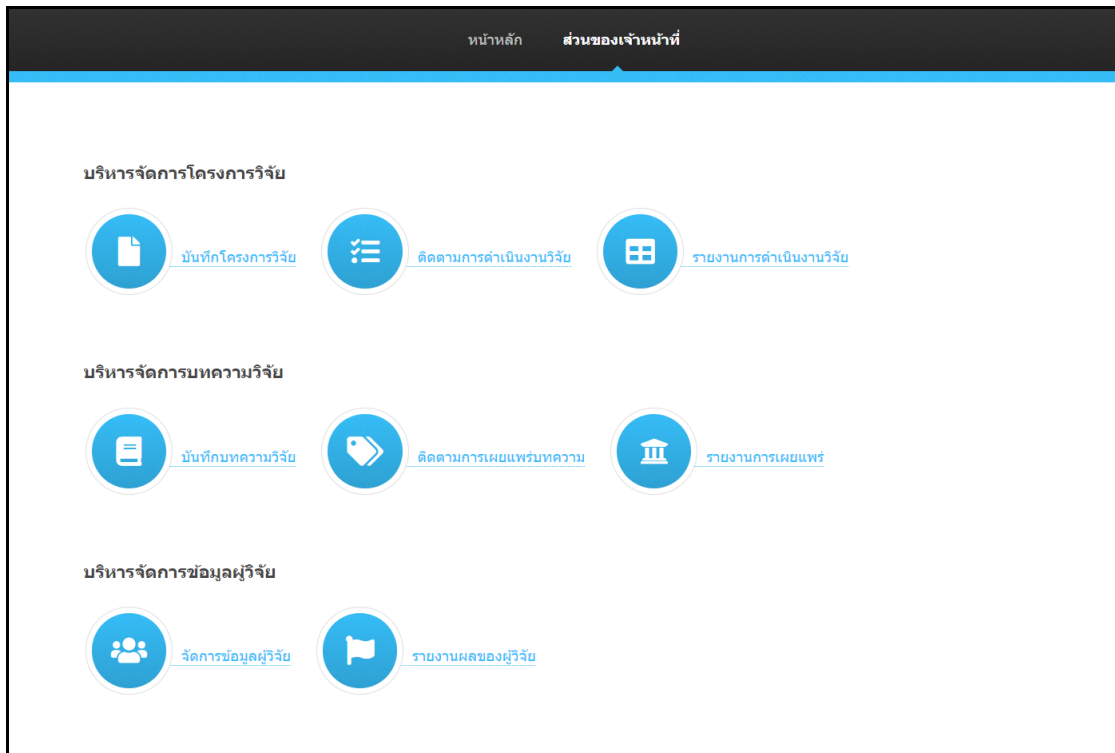 หน้าหลัก ส่วนของเจ้าหน้าที่
บริหารจัดการโครงการวิจัย
บันทึกโครงการวิจัย ติดตามการดำเนินงานวิจัย รายงานการดำเนินงานวิจัย
บริหารจัดการบทความวิจัย
บันทึกบทความวิจัย ติดตามการเผยแพร่บทความ รายงานการเผยแพร่
บริหารจัดการข้อมูลผู้วิจัย
จัดการข้อมูลผู้วิจัย รายงานผลของผู้วิจัย